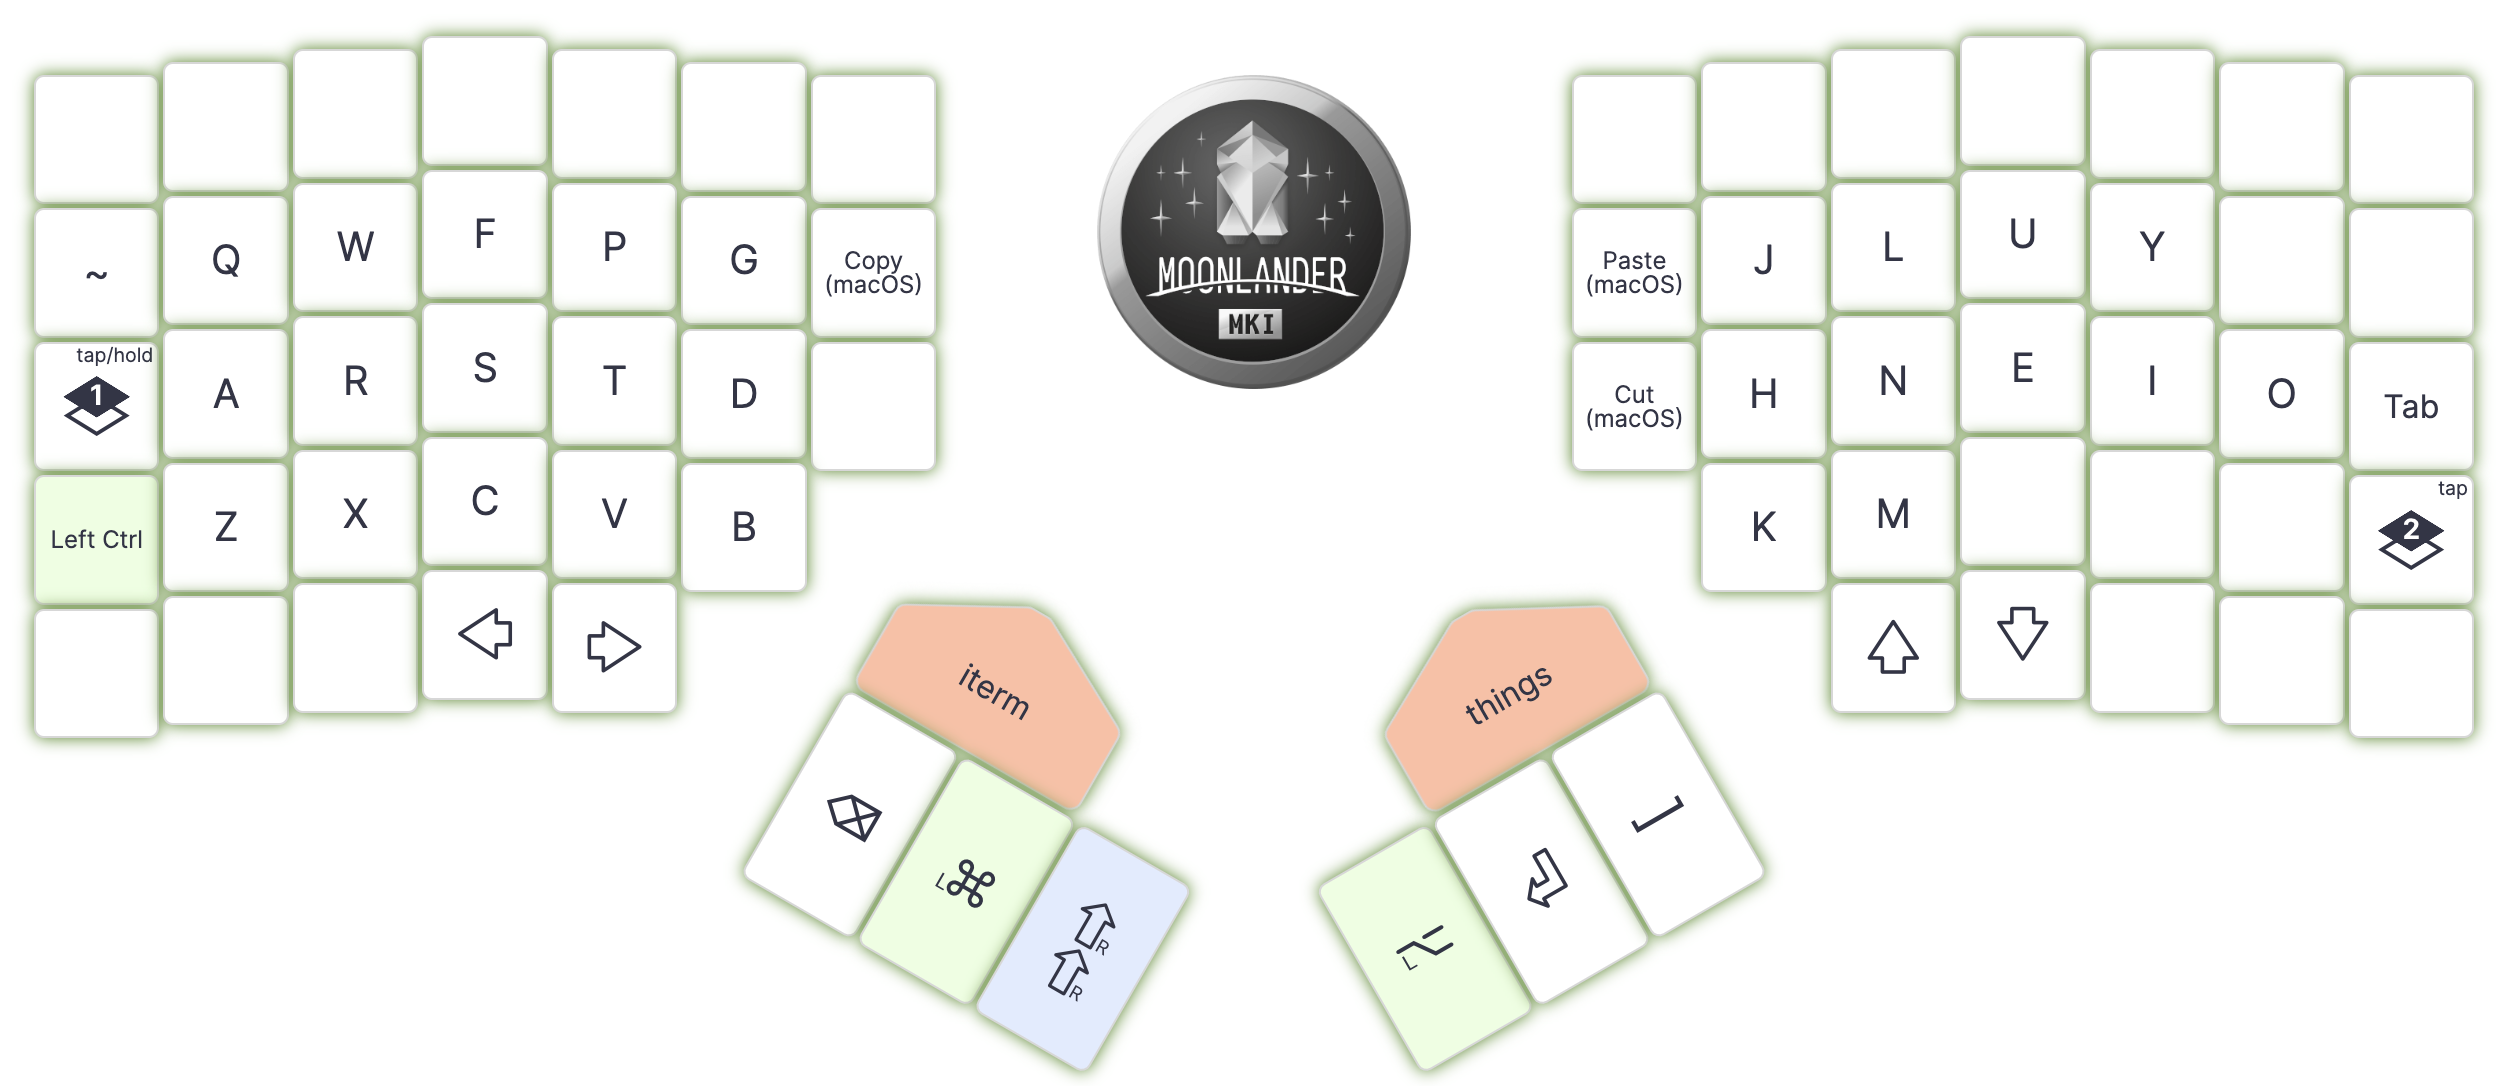 ~
Q
W
F
P
G
Copy
(macOS)
MOONLANDER
MKI
Paste
(macOS)
J
L
U
Y
tap/hold
1
A
R
S
T
D
Cut
(macOS)
H
N
E
I
O
Tab
Left Ctrl
Z
X
C
V
B
K
M
tap
2
iterm
things
L ⌘
R
R
L